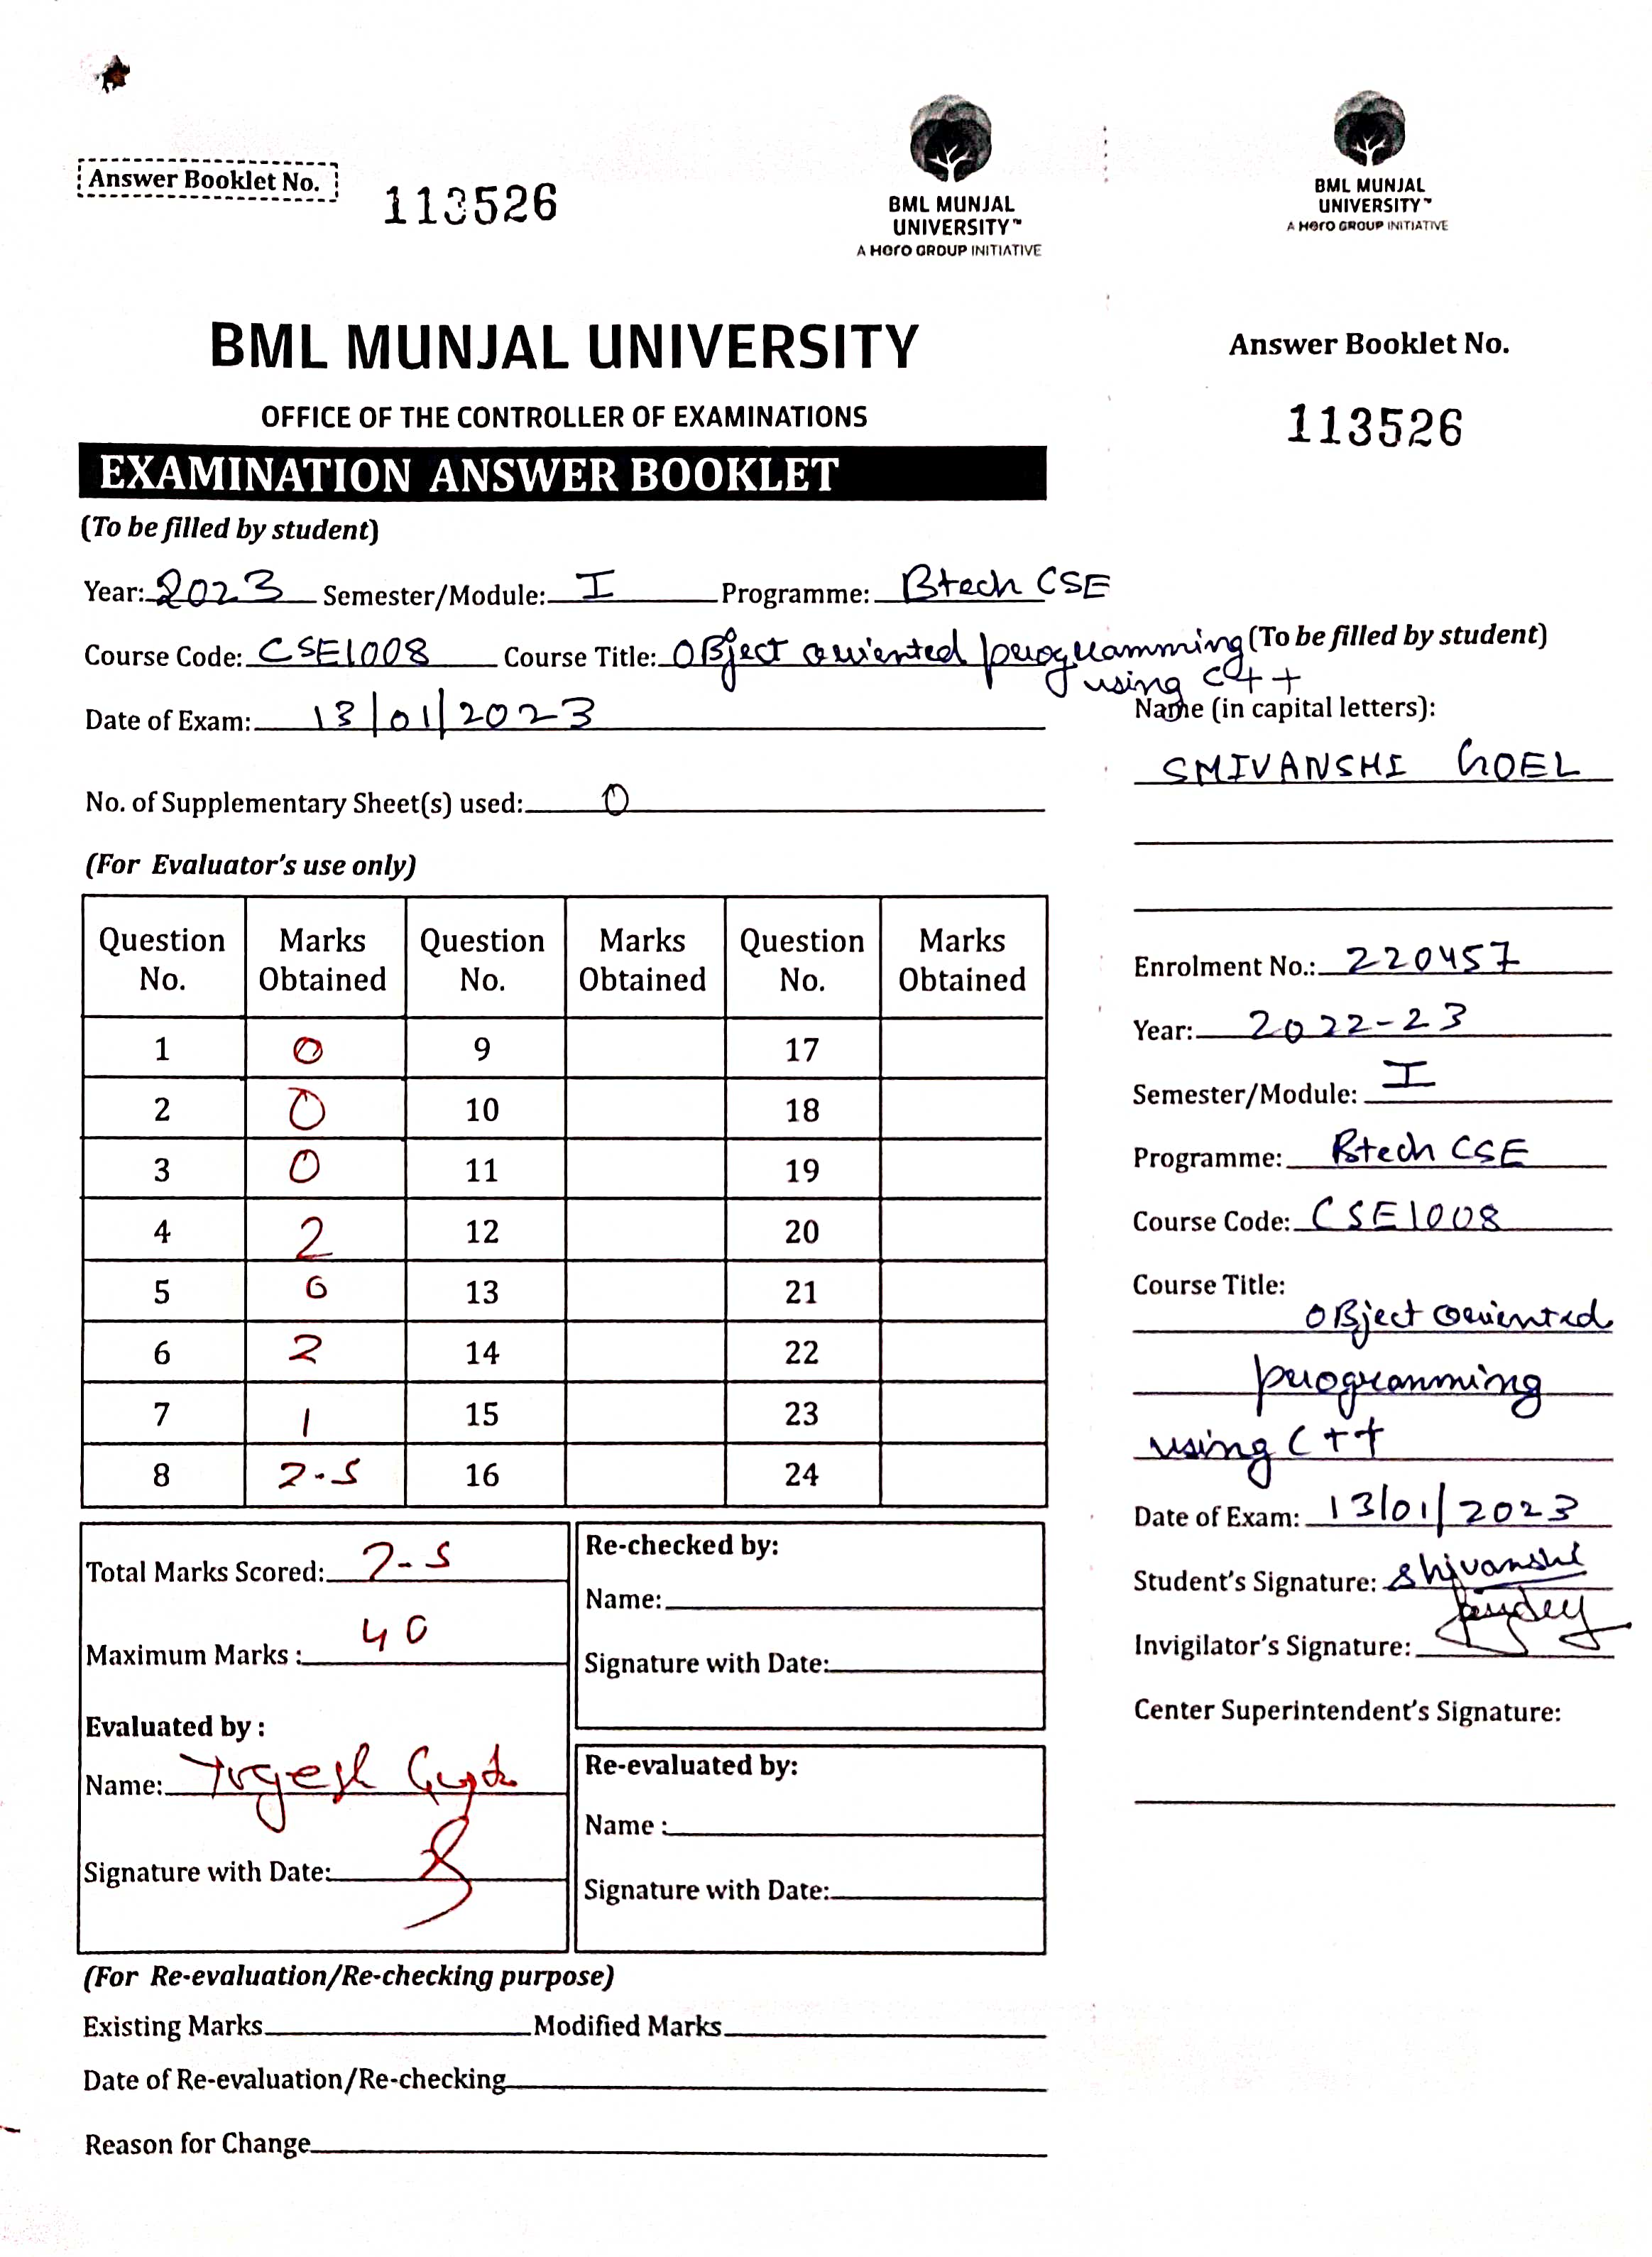 Answer Booklet No.
113526
BML MUNJAL
UNIVERSITY™
A Hero GROUP INITIATIVE
BML MUNJAL
UNIVERSITY™
A Hero GROUP INITIATIVE
BML MUNJAL UNIVERSITY
OFFICE OF THE CONTROLLER OF EXAMINATIONS
EXAMINATION ANSWER BOOKLET
(To be filled by student)
Year: 2023 Semester/Module: I Programme: Btech CSE
Course Code: CSE1008 Course Title: OBject oriented programming
using C++
Date of Exam: 13/01/2023
No. of Supplementary Sheet(s) used: 0
(For Evaluator's use only)
Question No. Marks Obtained Question No. Marks Obtained Question No. Marks Obtained
1 0 9 17
2 0 10 18
3 0 11 19
4 2 12 20
5 0 13 21
6 2 14 22
7 1 15 23
8 2.5 16 24
Total Marks Scored: 7.5
Maximum Marks : 40
Evaluated by :
Name: Yogesh Gupta
Signature with Date:
Re-checked by:
Name:
Signature with Date:
Re-evaluated by:
Name :
Signature with Date:
(For Re-evaluation/Re-checking purpose)
Existing Marks Modified Marks
Date of Re-evaluation/Re-checking
Reason for Change
Answer Booklet No.
113526
(To be filled by student)
Name (in capital letters):
SHIVANSHI GOEL
Enrolment No.: 220457
Year: 2022-23
Semester/Module: I
Programme: Btech CSE
Course Code: CSE1008
Course Title:
OBject oriented
programming
using C++
Date of Exam: 13/01/2023
Student's Signature: Shivanshi
Invigilator's Signature:
Center Superintendent's Signature: